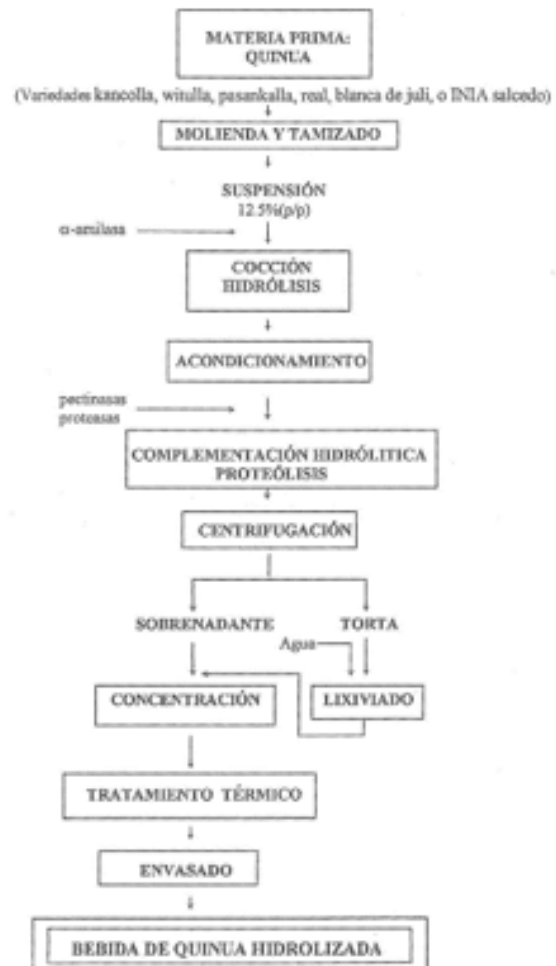 MATERIA PRIMA:
QUINUA
(Variedades kancolla, witulla, pasankalla, real, blanca de juli, o INIA salcedo)
MOLIENDA Y TAMIZADO
SUSPENSIÓN
12.5%(p/p)
α-amilasa
COCCIÓN
HIDRÓLISIS
ACONDICIONAMIENTO
pectinasas
proteasas
COMPLEMENTACIÓN HIDRÓLITICA
PROTEÓLISIS
CENTRIFUGACIÓN
SOBRENADANTE
TORTA
Agua
CONCENTRACIÓN
LIXIVIADO
TRATAMIENTO TÉRMICO
ENVASADO
BEBIDA DE QUINUA HIDROLIZADA